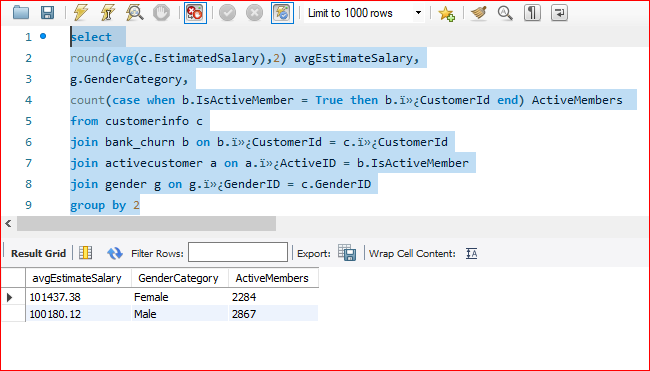 Limit to 1000 rows
1 select
2 round(avg(c.EstimatedSalary),2) avgEstimateSalary,
3 g.GenderCategory,
4 count(case when b.IsActiveMember = True then b.ï»¿CustomerId end) ActiveMembers
5 from customerinfo c
6 join bank_churn b on b.ï»¿CustomerId = c.ï»¿CustomerId
7 join activecustomer a on a.ï»¿ActiveID = b.IsActiveMember
8 join gender g on g.ï»¿GenderID = c.GenderID
9 group by 2
Result Grid Filter Rows: Export: Wrap Cell Content:
avgEstimateSalary GenderCategory ActiveMembers
101437.38 Female 2284
100180.12 Male 2867